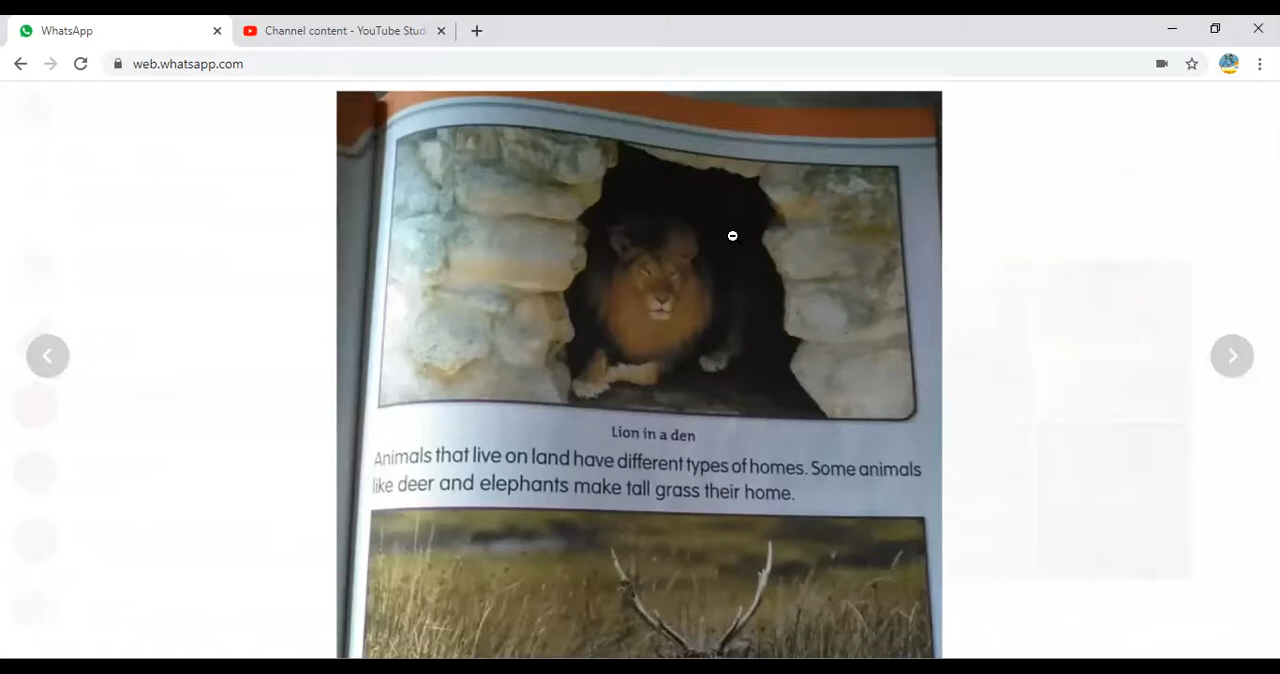 WhatsApp
Channel content - YouTube Stud
web.whatsapp.com
Lion in a den
Animals that live on land have different types of homes. Some animals
like deer and elephants make tall grass their home.